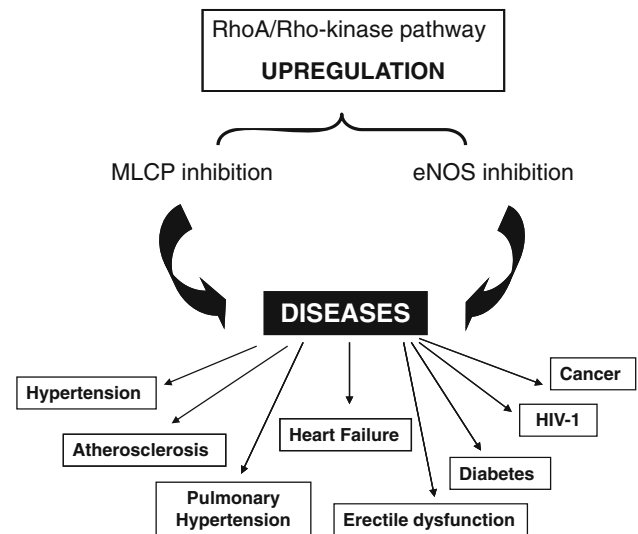 RhoA/Rho-kinase pathway
UPREGULATION
MLCP inhibition
eNOS inhibition
DISEASES
Hypertension
Atherosclerosis
Pulmonary
Hypertension
Heart Failure
Erectile dysfunction
Diabetes
HIV-1
Cancer